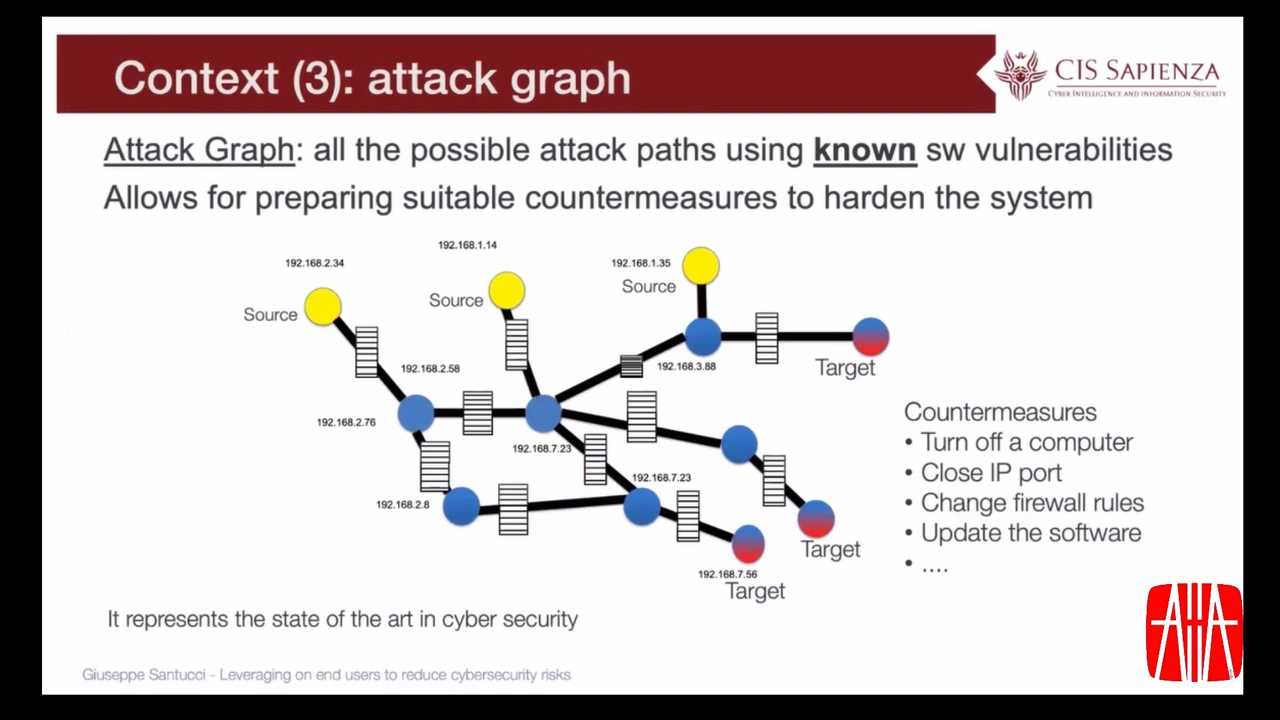 Context (3): attack graph
CIS SAPIENZA
CYBER INTELLIGENCE AND INFORMATION SECURITY
Attack Graph: all the possible attack paths using known sw vulnerabilities
Allows for preparing suitable countermeasures to harden the system
192.168.2.34
192.168.1.14
192.168.1.35
Source
Source
Source
192.168.2.58
192.168.3.88
Target
192.168.2.76
192.168.7.23
192.168.7.23
192.168.2.8
Target
192.168.7.56
Target
Countermeasures
• Turn off a computer
• Close IP port
• Change firewall rules
• Update the software
• ....
It represents the state of the art in cyber security
Giuseppe Santucci - Leveraging on end users to reduce cybersecurity risks